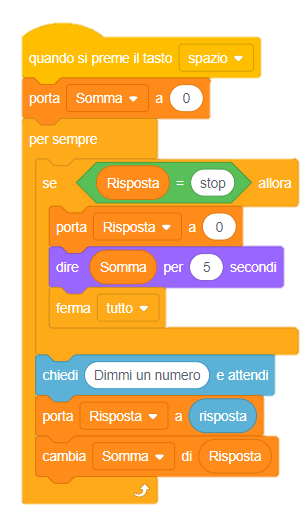 quando si preme il tasto spazio
porta Somma a 0
per sempre
se Risposta = stop allora
porta Risposta a 0
dire Somma per 5 secondi
ferma tutto
chiedi Dimmi un numero e attendi
porta Risposta a risposta
cambia Somma di Risposta